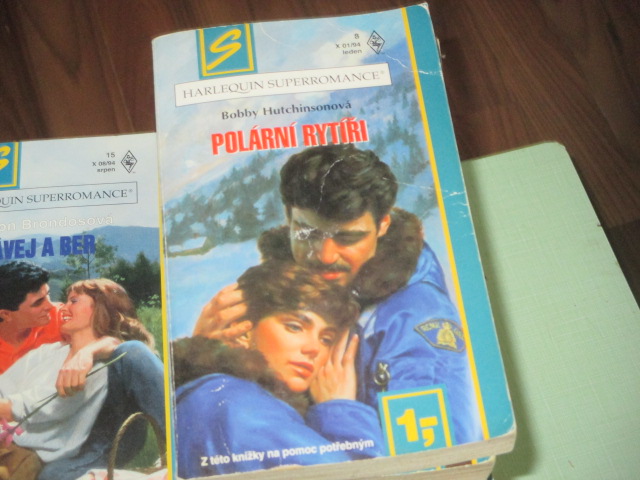 S
8
X 01/94
leden
HARLEQUIN SUPERROMANCE®
Bobby Hutchinsonová
POLÁRNÍ RYTÍŘI
1,-
Z této knížky na pomoc potřebným
S
15
X 08/94
srpen
QUIN SUPERROMANCE®
ÁVEJ A BER